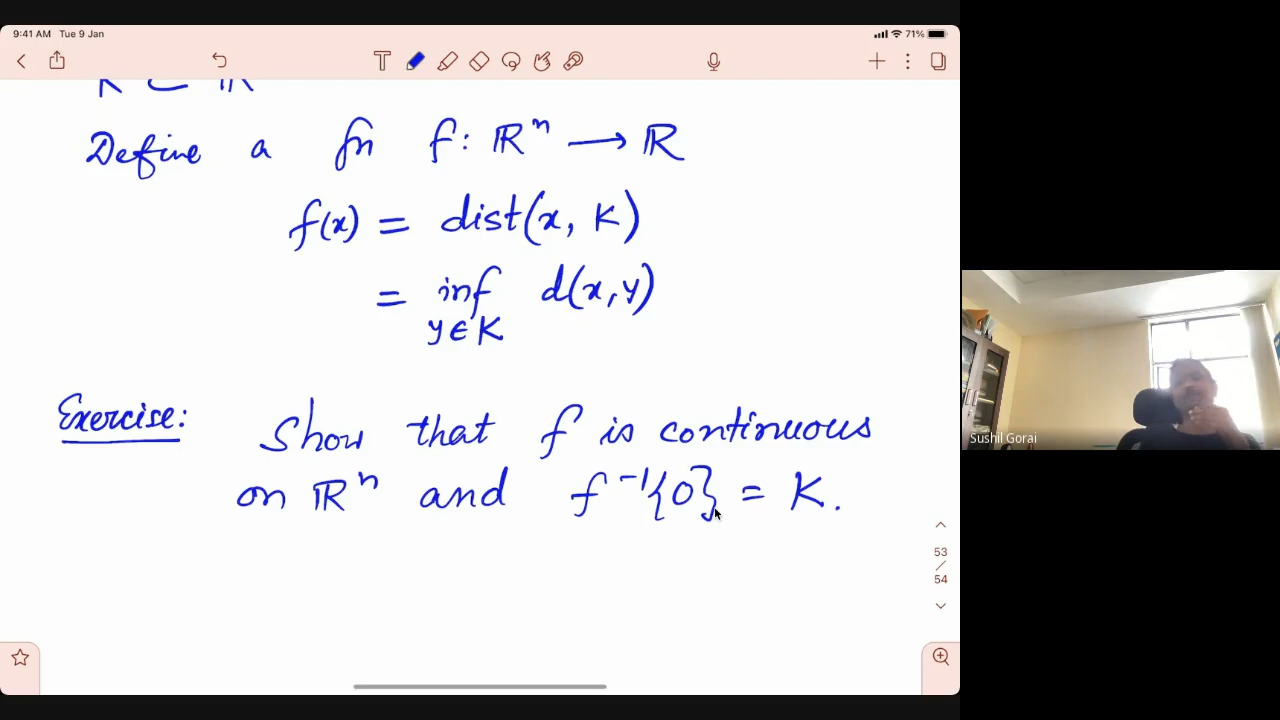 9:41 AM Tue 9 Jan
71%
K ⊂ ℝ
Define a fn f: ℝⁿ ⟶ ℝ
f(x) = dist(x, K)
= inf d(x,y)
y∈K
Exercise: Show that f is continuous
on ℝⁿ and f⁻¹{0} = K.
Sushil Gorai
53
/
54